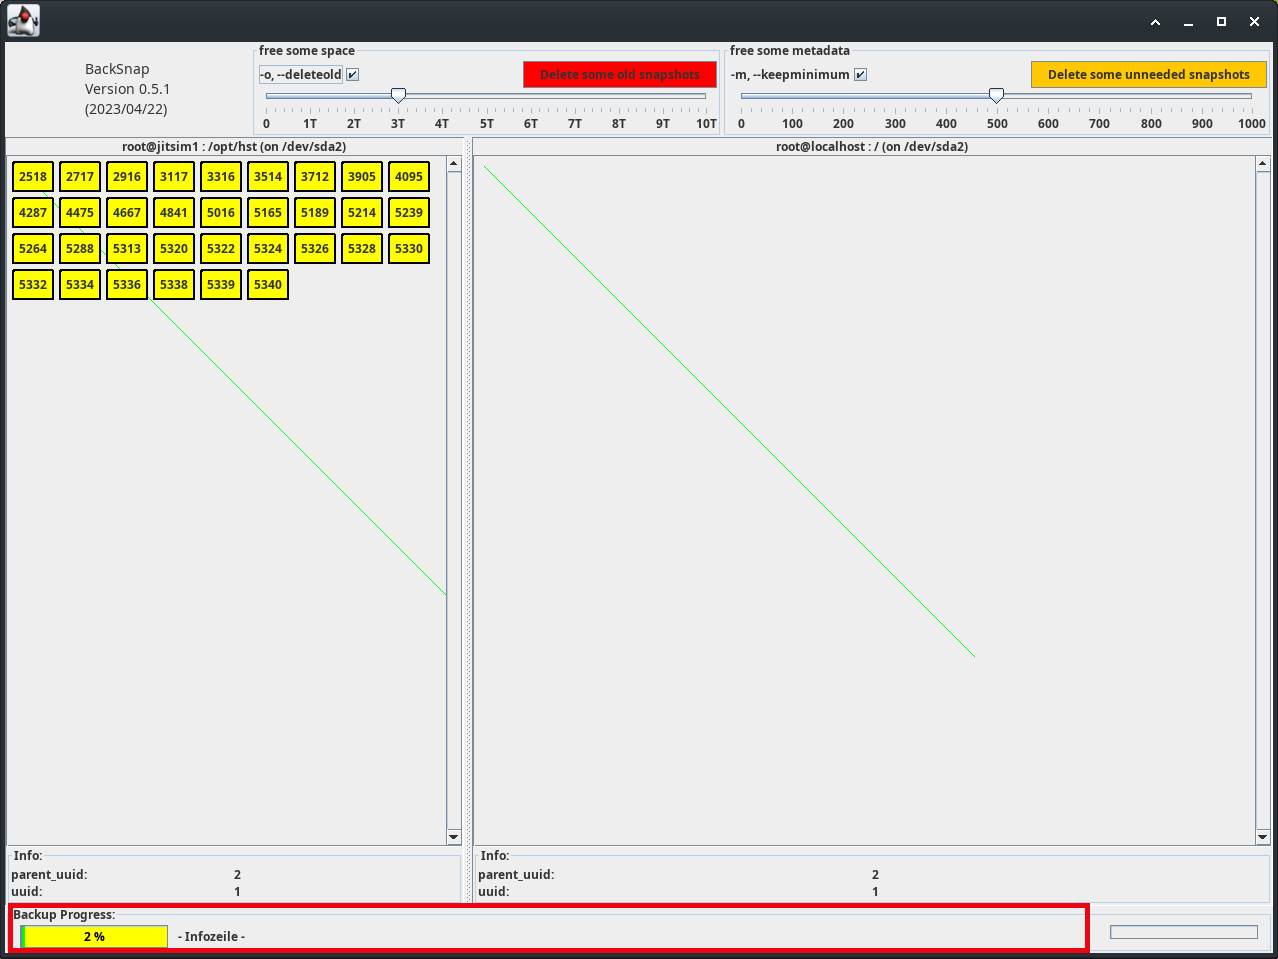 BackSnap
Version 0.5.1
(2023/04/22)
free some space
-o, --deleteold
Delete some old snapshots
0 1T 2T 3T 4T 5T 6T 7T 8T 9T 10T
free some metadata
-m, --keepminimum
Delete some unneeded snapshots
0 100 200 300 400 500 600 700 800 900 1000
root@jitsim1 : /opt/hst (on /dev/sda2)
2518 2717 2916 3117 3316 3514 3712 3905 4095
4287 4475 4667 4841 5016 5165 5189 5214 5239
5264 5288 5313 5320 5322 5324 5326 5328 5330
5332 5334 5336 5338 5339 5340
Info:
parent_uuid: 2
uuid: 1
root@localhost : / (on /dev/sda2)
Info:
parent_uuid: 2
uuid: 1
Backup Progress:
2 % - Infozeile -